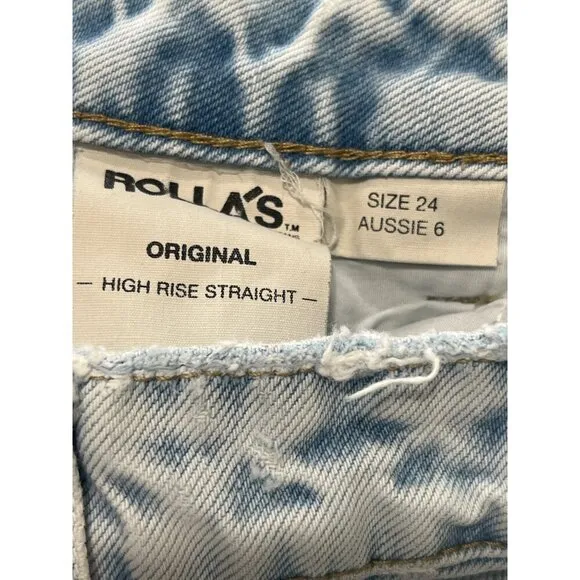 ROLLA'S T.M
SIZE 24
AUSSIE 6
ORIGINAL
— HIGH RISE STRAIGHT —